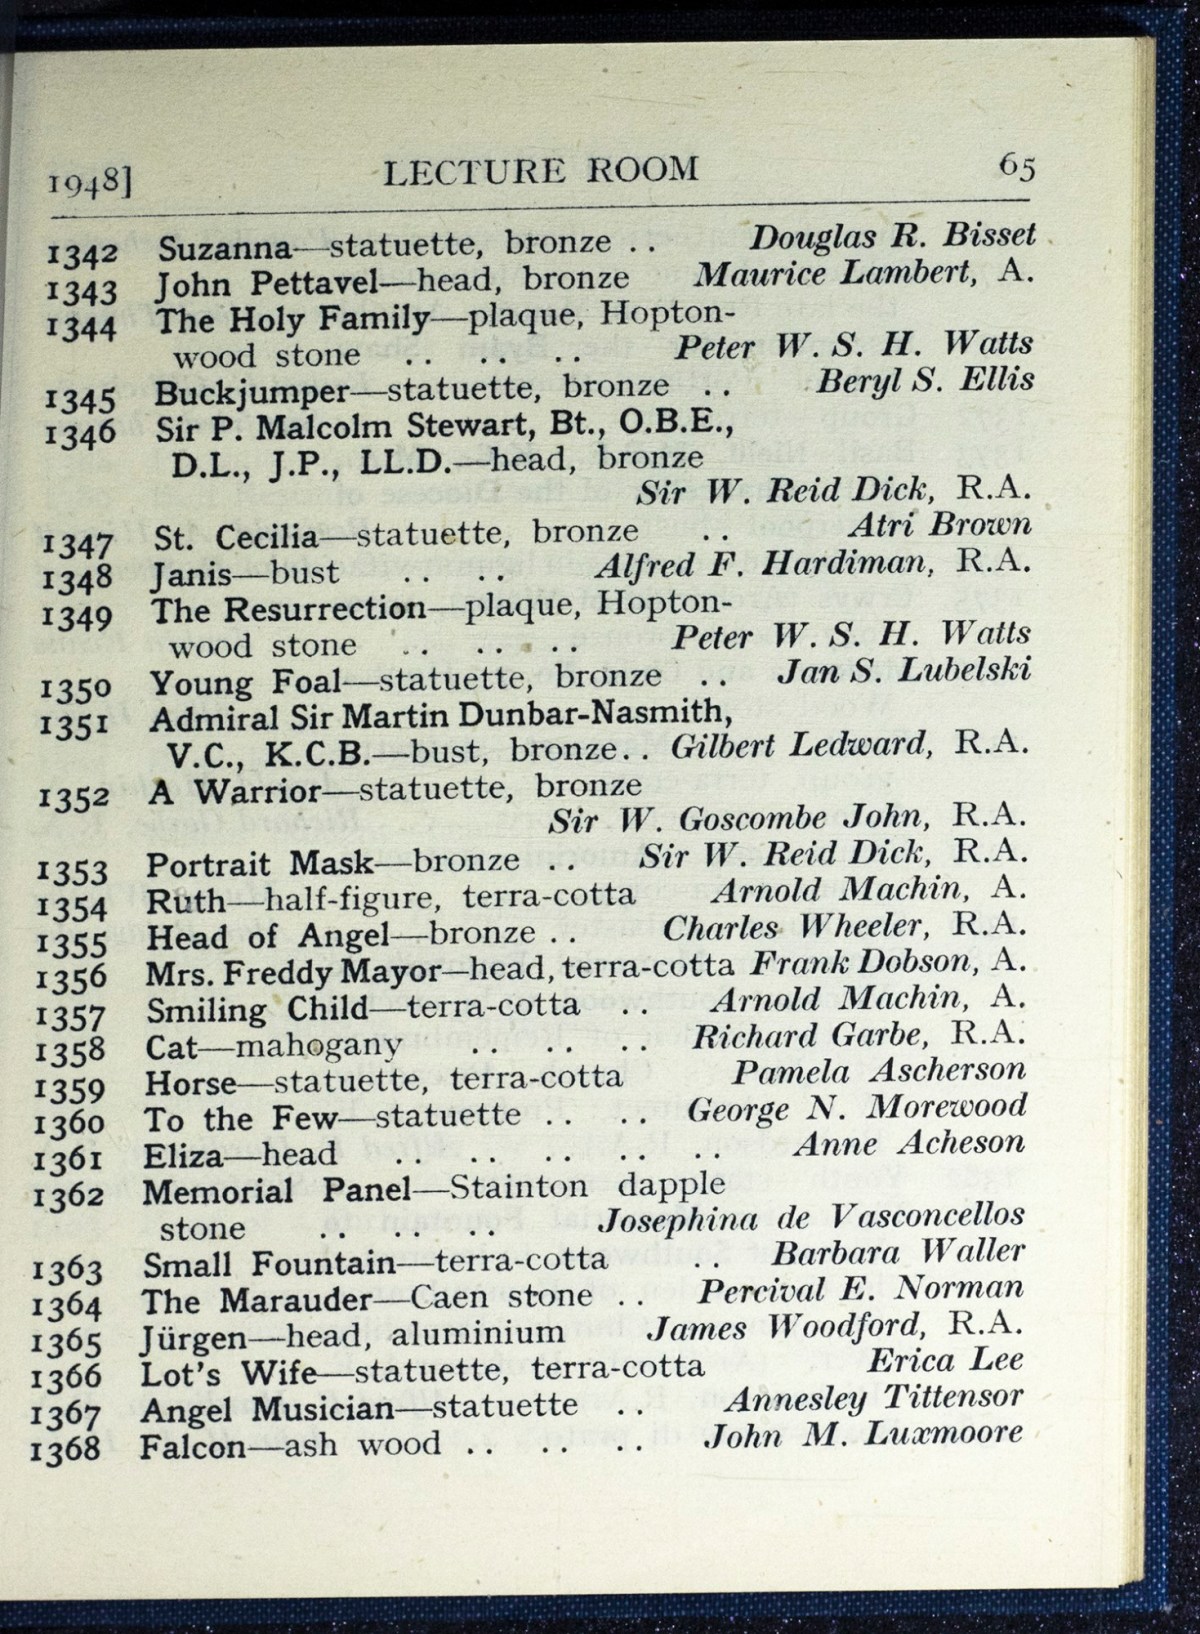 1948] LECTURE ROOM 65
1342 Suzanna—statuette, bronze .. Douglas R. Bisset
1343 John Pettavel—head, bronze Maurice Lambert, A.
1344 The Holy Family—plaque, Hopton-
wood stone .. .. .. Peter W. S. H. Watts
1345 Buckjumper—statuette, bronze .. Beryl S. Ellis
1346 Sir P. Malcolm Stewart, Bt., O.B.E.,
D.L., J.P., LL.D.—head, bronze
Sir W. Reid Dick, R.A.
1347 St. Cecilia—statuette, bronze .. Atri Brown
1348 Janis—bust .. .. Alfred F. Hardiman, R.A.
1349 The Resurrection—plaque, Hopton-
wood stone .. .. .. Peter W. S. H. Watts
1350 Young Foal—statuette, bronze .. Jan S. Lubelski
1351 Admiral Sir Martin Dunbar-Nasmith,
V.C., K.C.B.—bust, bronze.. Gilbert Ledward, R.A.
1352 A Warrior—statuette, bronze
Sir W. Goscombe John, R.A.
1353 Portrait Mask—bronze .. Sir W. Reid Dick, R.A.
1354 Ruth—half-figure, terra-cotta Arnold Machin, A.
1355 Head of Angel—bronze .. Charles Wheeler, R.A.
1356 Mrs. Freddy Mayor—head, terra-cotta Frank Dobson, A.
1357 Smiling Child—terra-cotta .. Arnold Machin, A.
1358 Cat—mahogany .. .. .. Richard Garbe, R.A.
1359 Horse—statuette, terra-cotta Pamela Ascherson
1360 To the Few—statuette .. .. George N. Morewood
1361 Eliza—head .. .. .. .. .. Anne Acheson
1362 Memorial Panel—Stainton dapple
stone .. .. .. Josephina de Vasconcellos
1363 Small Fountain—terra-cotta .. Barbara Waller
1364 The Marauder—Caen stone .. Percival E. Norman
1365 Jürgen—head, aluminium James Woodford, R.A.
1366 Lot's Wife—statuette, terra-cotta Erica Lee
1367 Angel Musician—statuette .. Annesley Tittensor
1368 Falcon—ash wood .. .. .. John M. Luxmoore